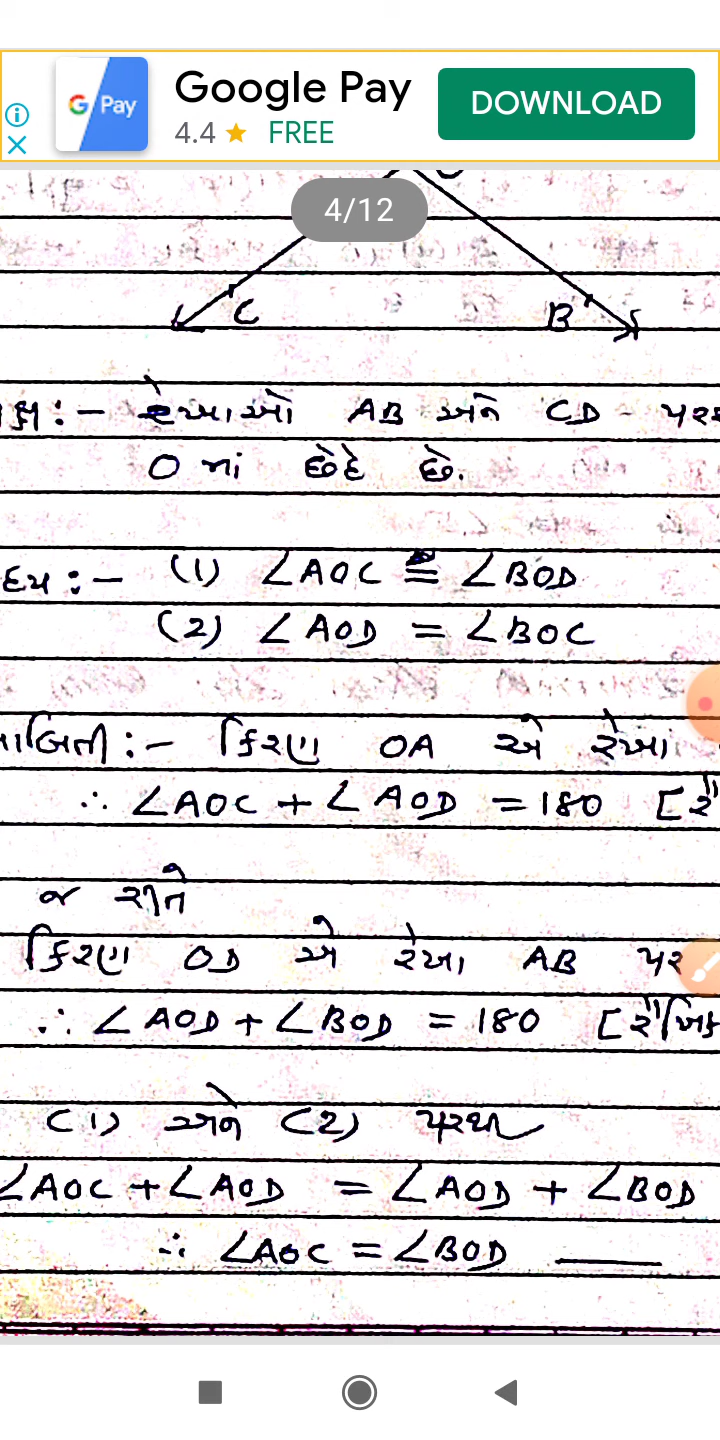 Google Pay
G Pay
4.4 ★ FREE
DOWNLOAD
4/12
C
B
ક્ષ :- રેખાઓ AB અને CD
O માં છેદે છે.
(1) ∠AOC = ∠BOD
(2) ∠AOD = ∠BOC
કિરણ OA એ રેખા
∴ ∠AOC + ∠AOD = 180 [
જ રીતે
કિરણ OD એ રેખા AB પર
∴ ∠AOD + ∠BOD = 180 [રૈખિક
(1) અને (2) પરથી
∠AOC + ∠AOD = ∠AOD + ∠BOD
∴ ∠AOC = ∠BOD